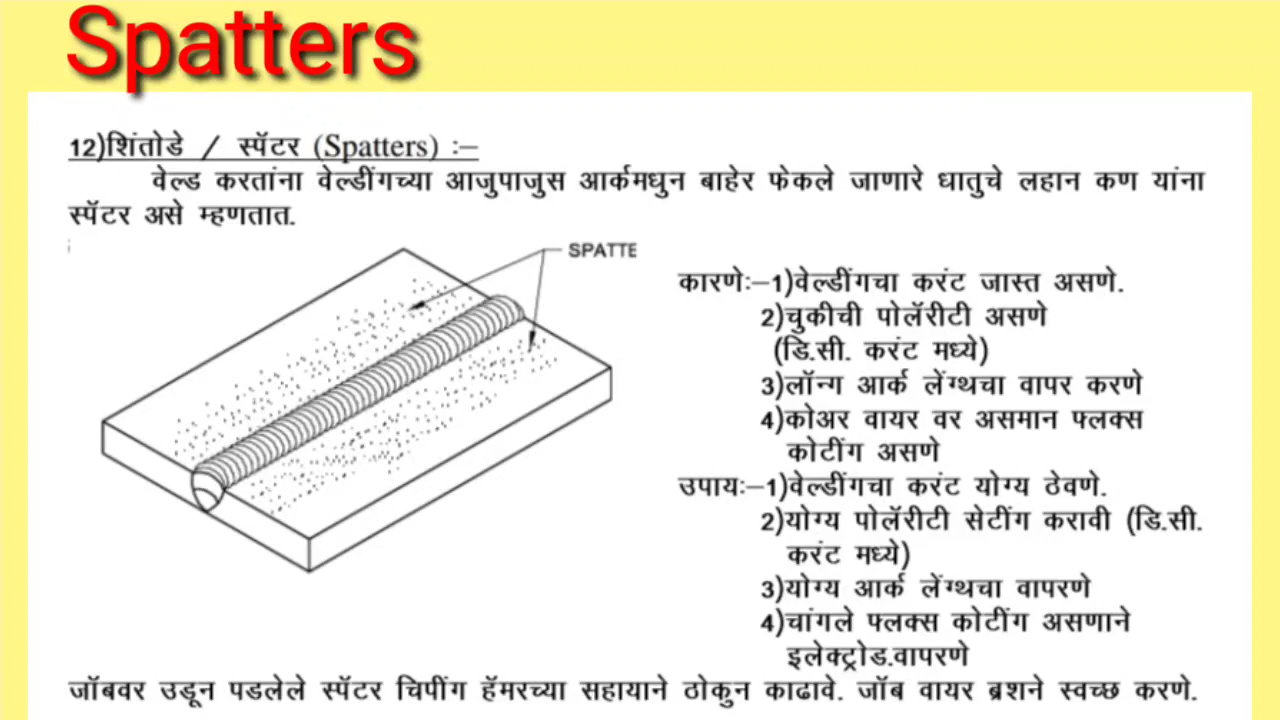 Spatters
12)शिंतोडे / स्पॅटर (Spatters) :–
वेल्ड करतांना वेल्डींगच्या आजुपाजुस आर्कमधुन बाहेर फेकले जाणारे धातुचे लहान कण यांना
स्पॅटर असे म्हणतात.
SPATTE
कारणे:–1)वेल्डींगचा करंट जास्त असणे.
2)चुकीची पोलॅरीटी असणे
(डि.सी. करंट मध्ये)
3)लॉन्ग आर्क लेंग्थचा वापर करणे
4)कोअर वायर वर असमान फ्लक्स
कोटींग असणे
उपाय:–1)वेल्डींगचा करंट योग्य ठेवणे.
2)योग्य पोलॅरीटी सेटींग करावी (डि.सी.
करंट मध्ये)
3)योग्य आर्क लेंग्थचा वापरणे
4)चांगले फ्लक्स कोटींग असणाने
इलेक्ट्रोड.वापरणे
जॉबवर उडून पडलेले स्पॅटर चिपींग हॅमरच्या सहायाने ठोकुन काढावे. जॉब वायर ब्रशने स्वच्छ करणे.